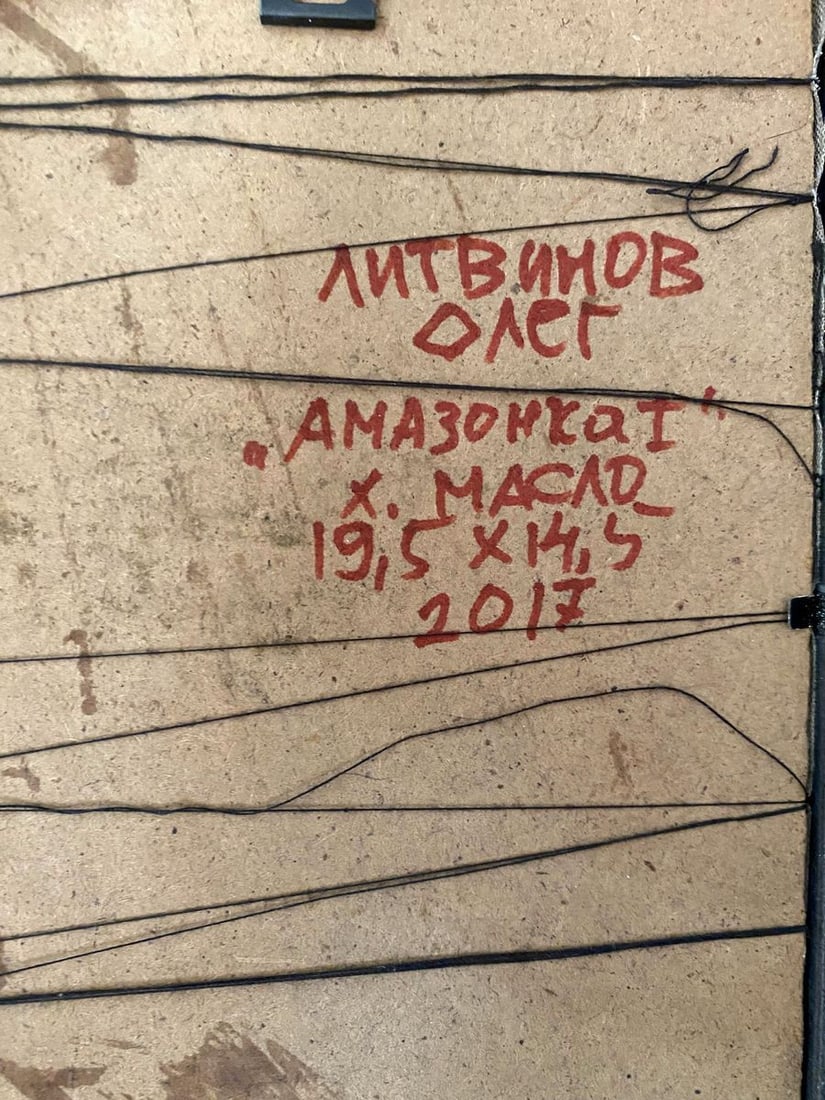 ЛИТВИНОВ
ОЛЕГ
„АМАЗОНКа I"
х. МАСЛО
19,5 х 14,5
2017